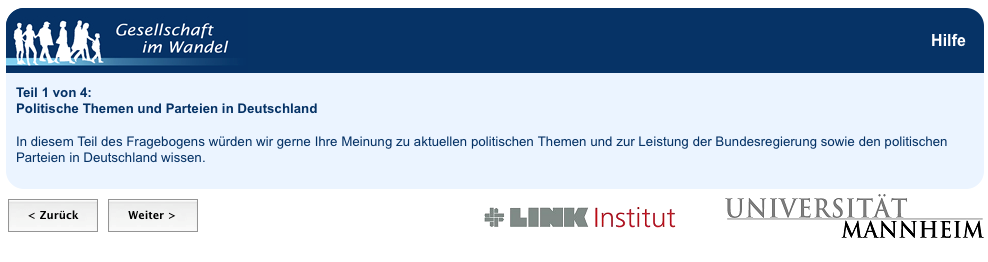 Gesellschaft
im Wandel
Hilfe
Teil 1 von 4:
Politische Themen und Parteien in Deutschland
In diesem Teil des Fragebogens würden wir gerne Ihre Meinung zu aktuellen politischen Themen und zur Leistung der Bundesregierung sowie den politischen
Parteien in Deutschland wissen.
< Zurück
Weiter >
LINK Institut
UNIVERSITÄT
MANNHEIM